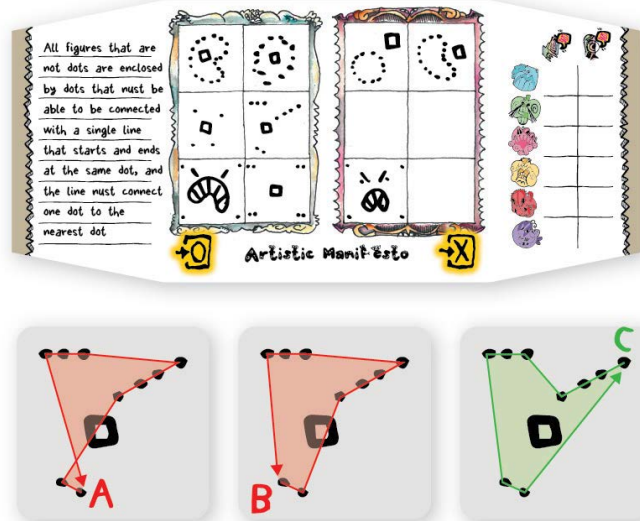 All figures that are
not dots are enclosed
by dots that must be
able to be connected
with a single line
that starts and ends
at the same dot, and
the line must connect
one dot to the
nearest dot
O
Artistic Manifesto
X
A
B
C